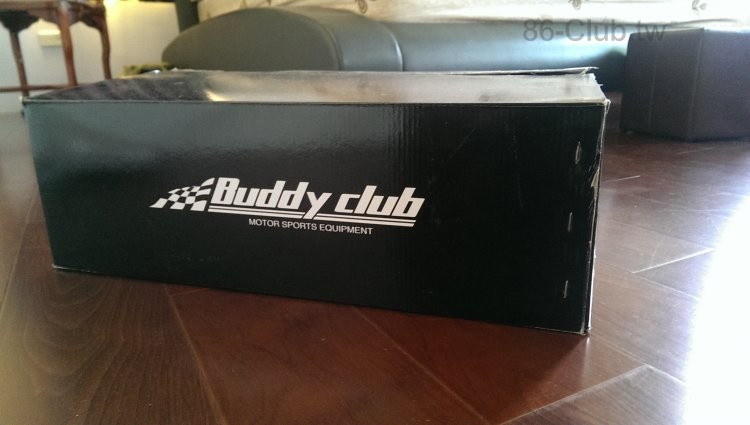 86-Club.tw
Buddy club
MOTOR SPORTS EQUIPMENT